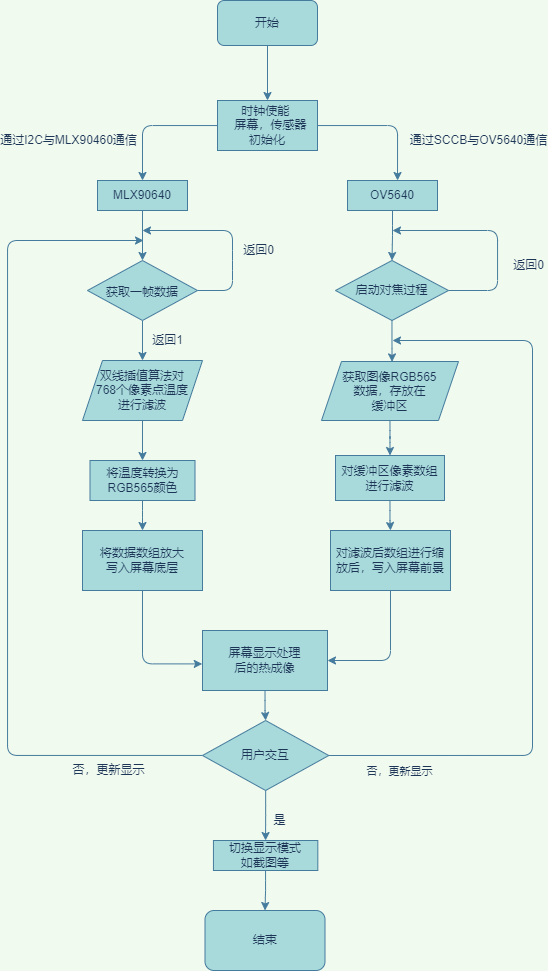 开始
时钟使能
屏幕，传感器
初始化
通过I2C与MLX90460通信
通过SCCB与OV5640通信
MLX90640
OV5640
返回0
返回0
获取一帧数据
启动对焦过程
返回1
双线插值算法对
768个像素点温度
进行滤波
获取图像RGB565
数据，存放在
缓冲区
将温度转换为
RGB565颜色
对缓冲区像素数组
进行滤波
将数据数组放大
写入屏幕底层
对滤波后数组进行缩
放后，写入屏幕前景
屏幕显示处理
后的热成像
用户交互
否，更新显示
否，更新显示
是
切换显示模式
如截图等
结束